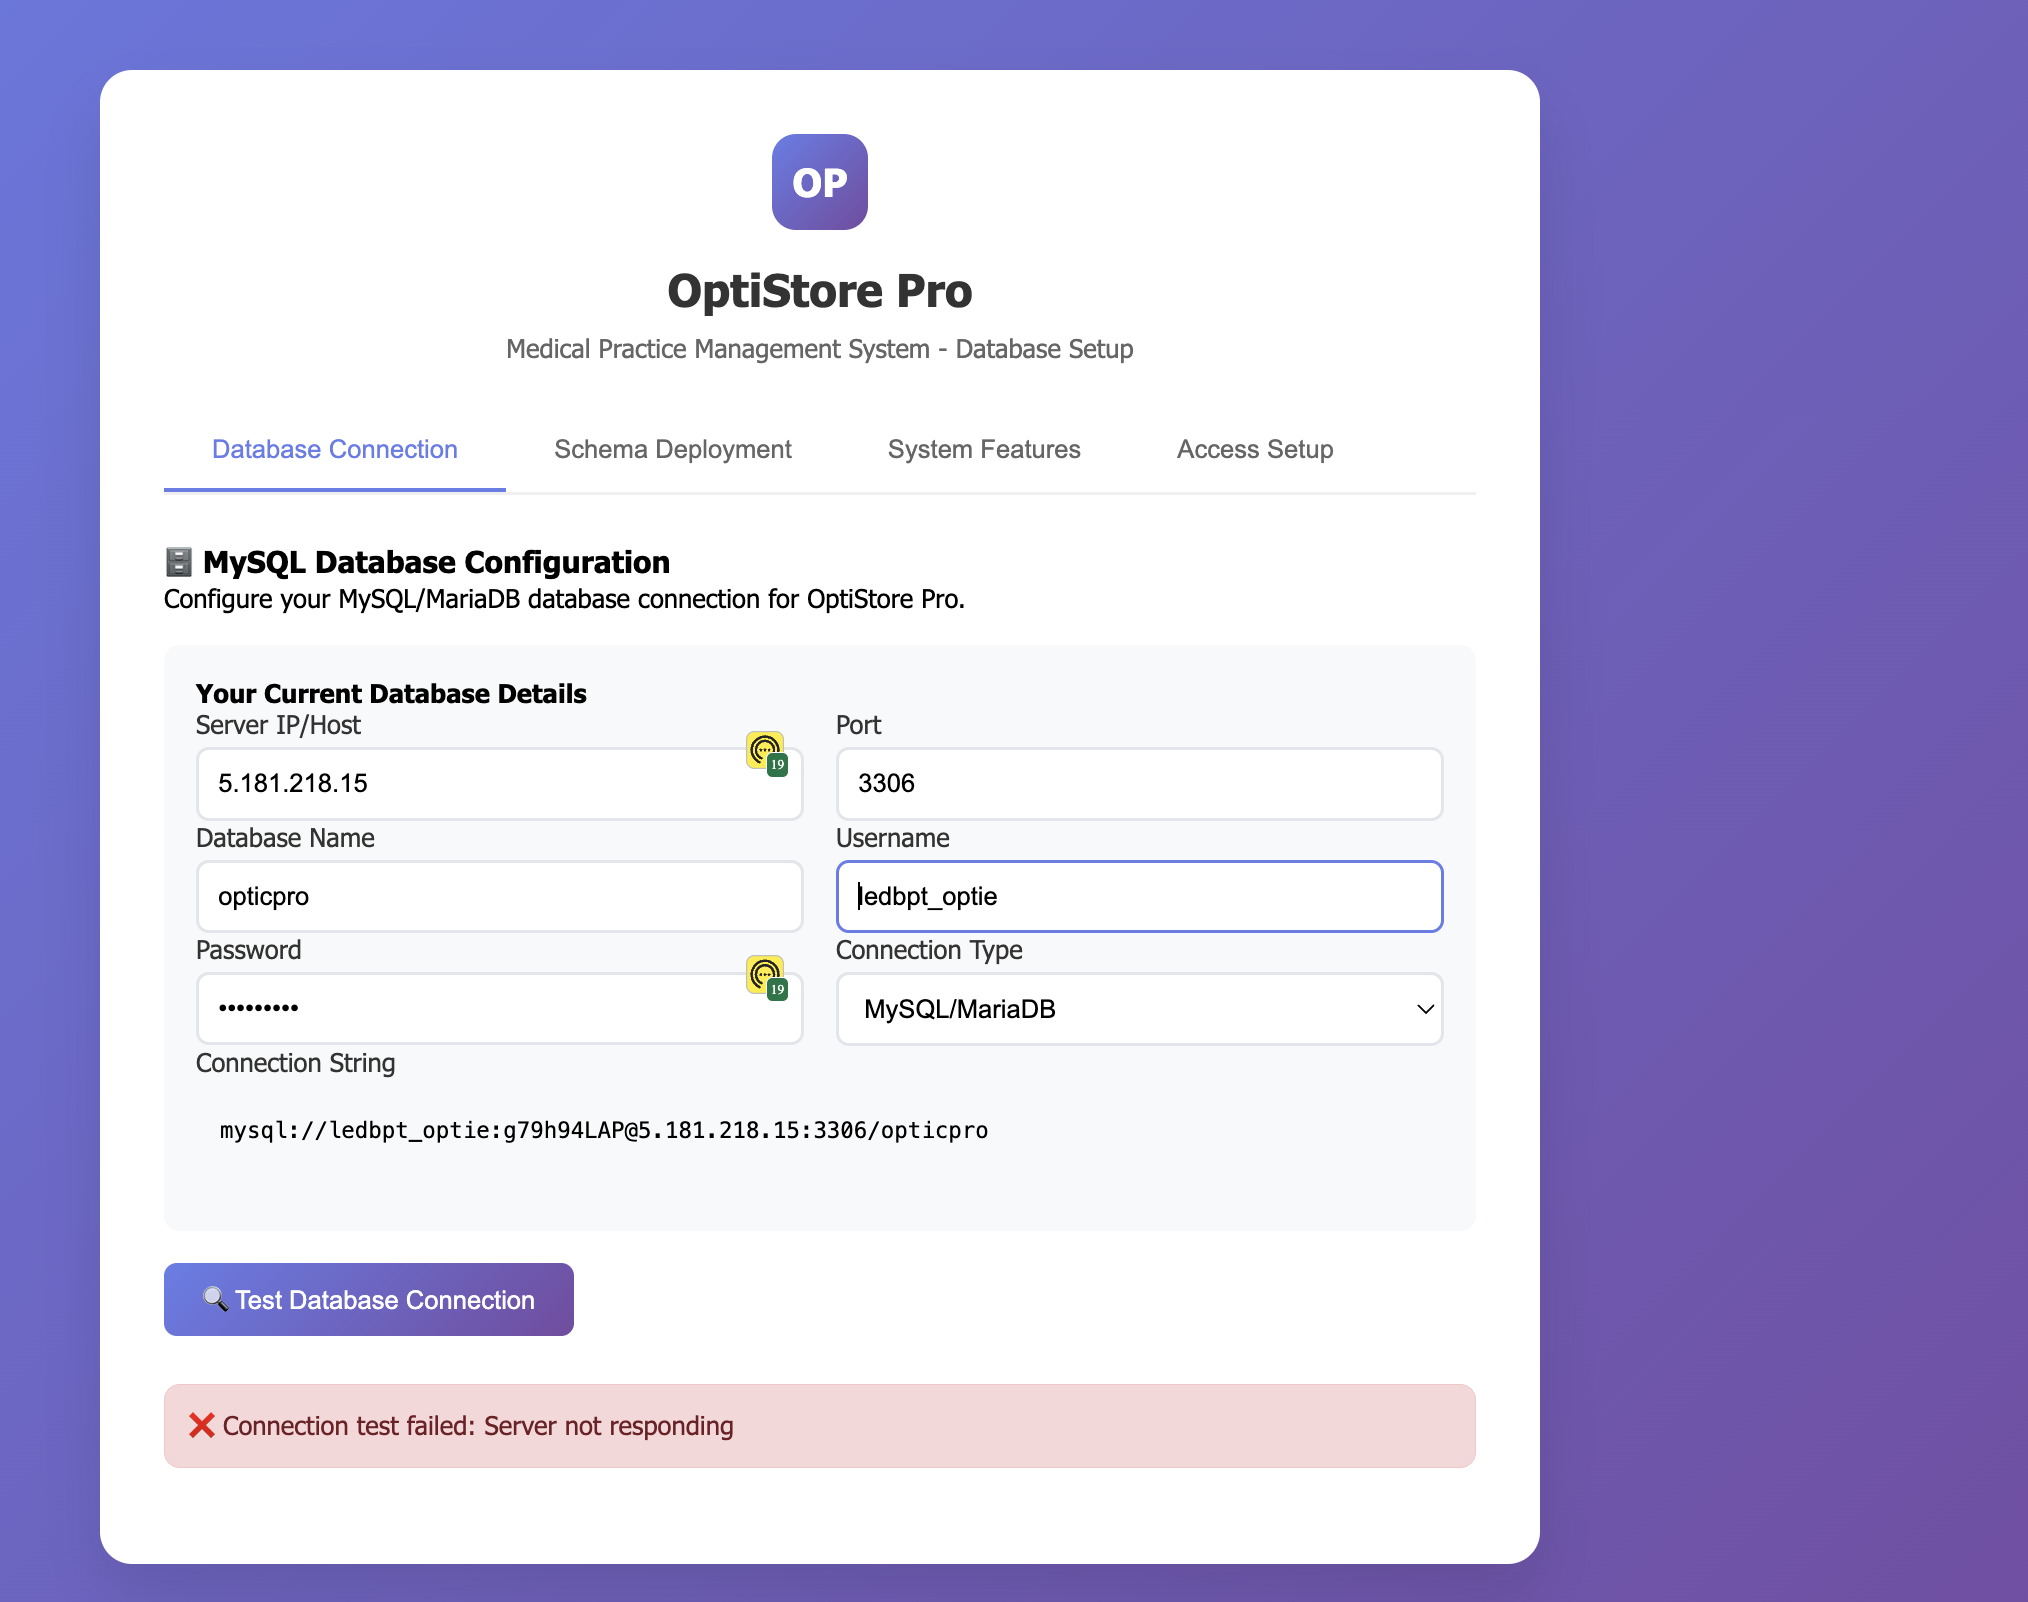 OP
OptiStore Pro
Medical Practice Management System - Database Setup
Database Connection Schema Deployment System Features Access Setup
MySQL Database Configuration
Configure your MySQL/MariaDB database connection for OptiStore Pro.
Your Current Database Details
Server IP/Host Port
19
5.181.218.15 3306
Database Name Username
opticpro ledbpt_optie
Password Connection Type
19
••••••••• MySQL/MariaDB
Connection String
mysql://ledbpt_optie:g79h94LAP@5.181.218.15:3306/opticpro
Test Database Connection
Connection test failed: Server not responding